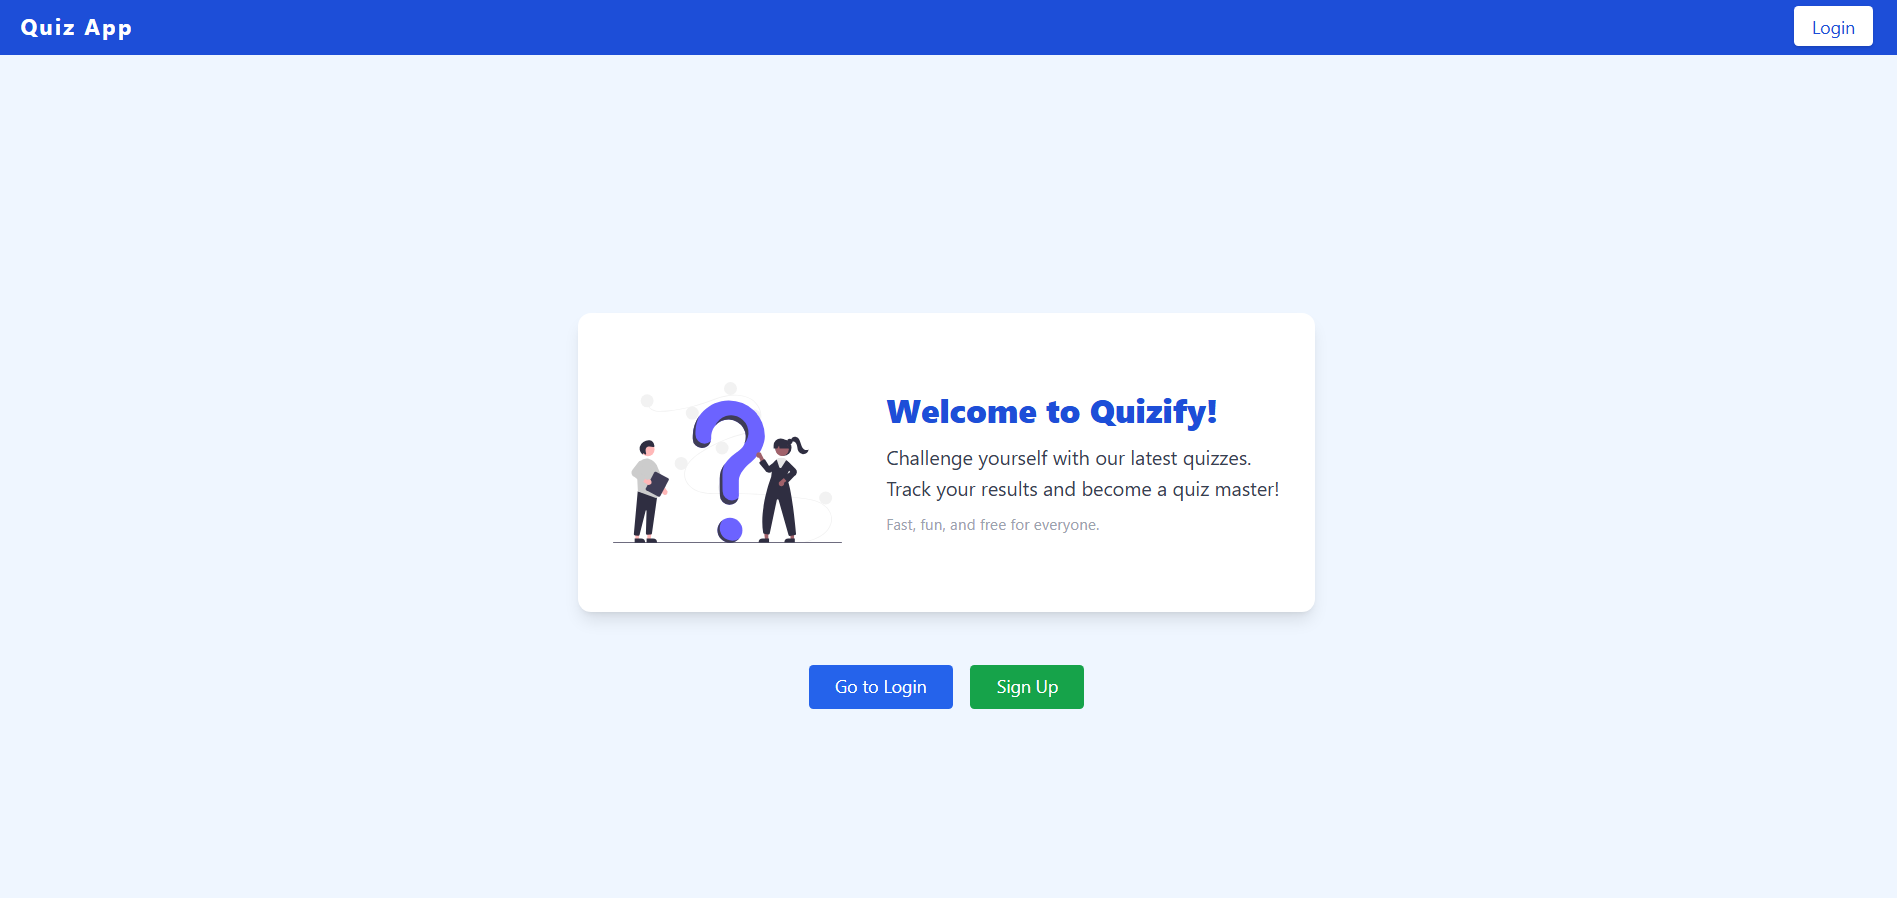 Quiz App
Login
Welcome to Quizify!
Challenge yourself with our latest quizzes.
Track your results and become a quiz master!
Fast, fun, and free for everyone.
Go to Login
Sign Up